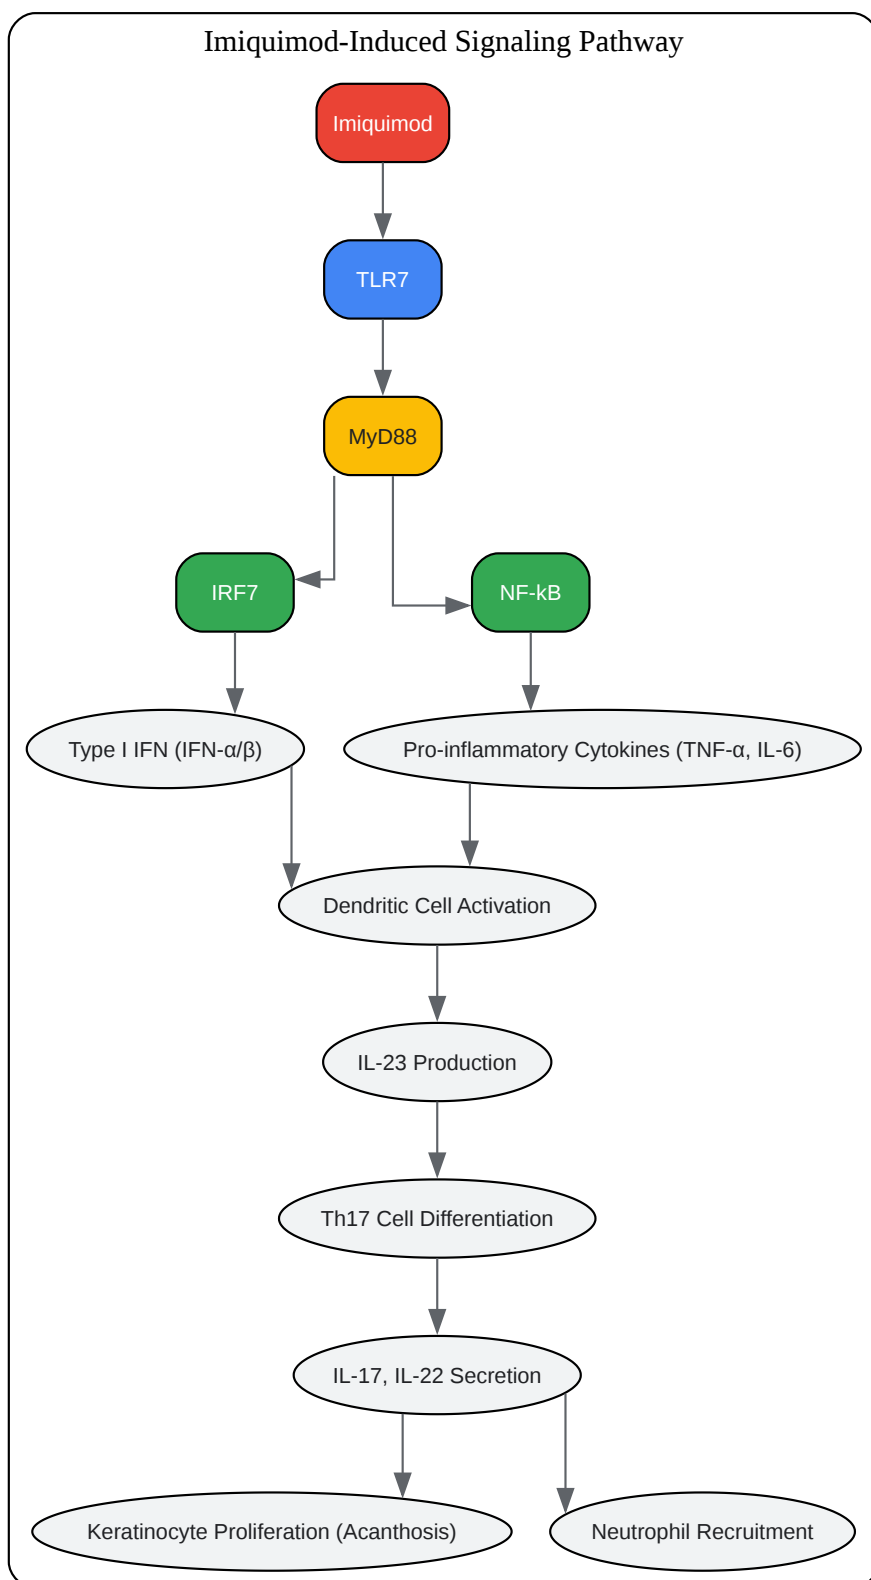 Imiquimod-Induced Signaling Pathway
Imiquimod
TLR7
MyD88
IRF7
NF-kB
Type I IFN (IFN-α/β)
Pro-inflammatory Cytokines (TNF-α, IL-6)
Dendritic Cell Activation
IL-23 Production
Th17 Cell Differentiation
IL-17, IL-22 Secretion
Keratinocyte Proliferation (Acanthosis)
Neutrophil Recruitment